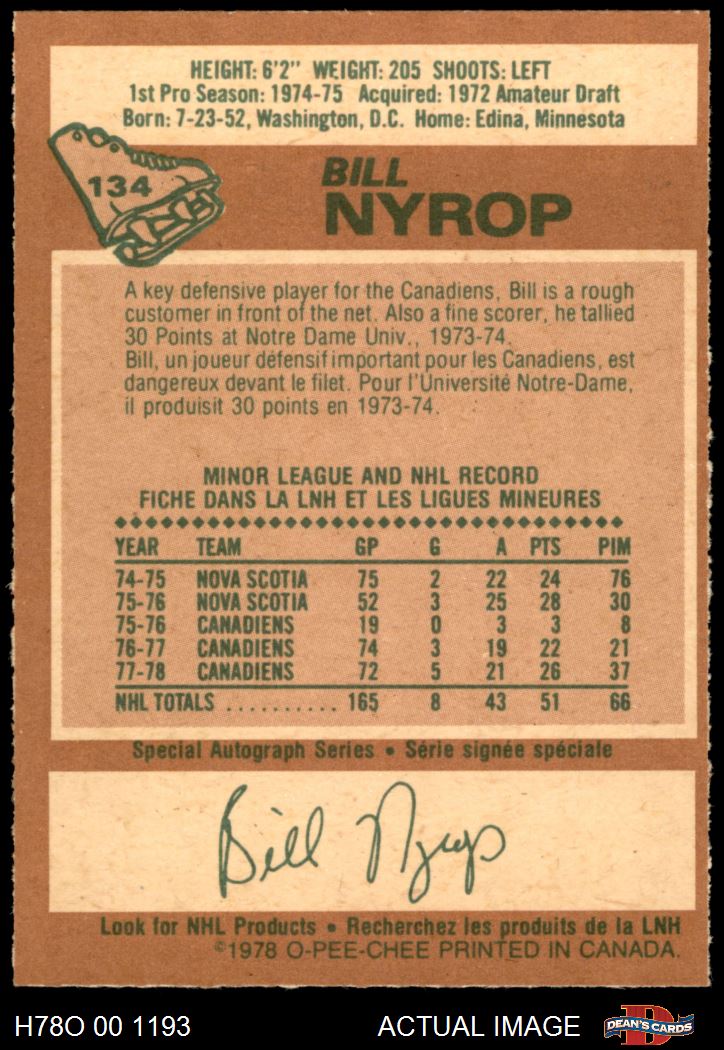 HEIGHT: 6'2" WEIGHT: 205 SHOOTS: LEFT
1st Pro Season: 1974-75 Acquired: 1972 Amateur Draft
Born: 7-23-52, Washington, D.C. Home: Edina, Minnesota
134
BILL
NYROP
A key defensive player for the Canadiens, Bill is a rough
customer in front of the net. Also a fine scorer, he tallied
30 Points at Notre Dame Univ., 1973-74.
Bill, un joueur défensif important pour les Canadiens, est
dangereux devant le filet. Pour l'Université Notre-Dame,
il produisit 30 points en 1973-74.
MINOR LEAGUE AND NHL RECORD
FICHE DANS LA LNH ET LES LIGUES MINEURES
YEAR TEAM GP G A PTS PIM
74-75 NOVA SCOTIA 75 2 22 24 76
75-76 NOVA SCOTIA 52 3 25 28 30
75-76 CANADIENS 19 0 3 3 8
76-77 CANADIENS 74 3 19 22 21
77-78 CANADIENS 72 5 21 26 37
NHL TOTALS .......... 165 8 43 51 66
Special Autograph Series • Série signée spéciale
Bill Nyrop
Look for NHL Products • Recherchez les produits de la LNH
©1978 O-PEE-CHEE PRINTED IN CANADA.
H78O 00 1193 ACTUAL IMAGE D DEAN'S CARDS